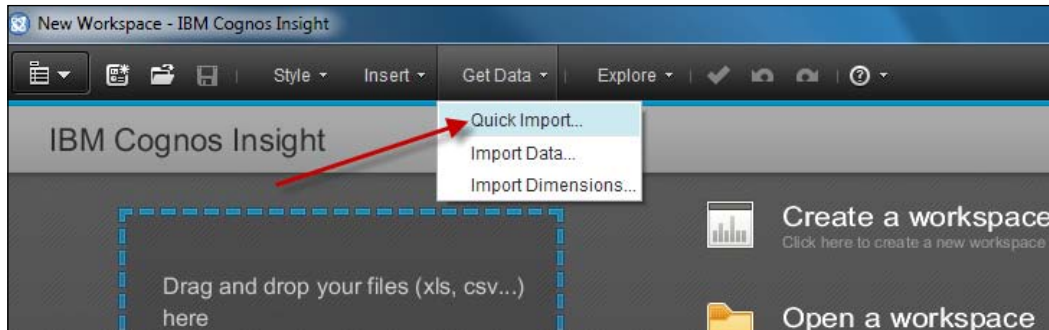 New Workspace - IBM Cognos Insight
Style Insert Get Data Explore
Quick Import...
Import Data...
Import Dimensions...
IBM Cognos Insight
Drag and drop your files (xls, csv...)
here
Create a workspace
Click here to create a new workspace
Open a workspace